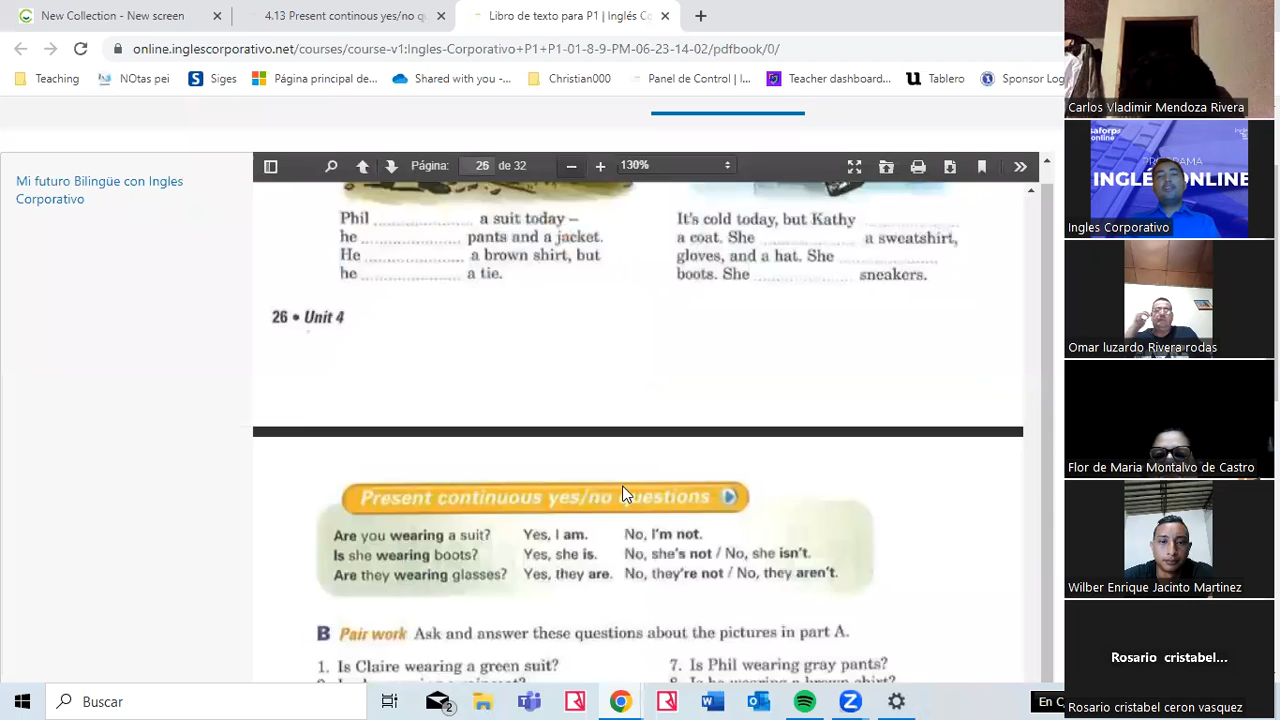 New Collection - New screen
4.13 Present continous yes/no qu
Libro de texto para P1 | Inglés Co
online.inglescorporativo.net/courses/course-v1:Ingles-Corporativo+P1+P1-01-8-9-PM-06-23-14-02/pdfbook/0/
Teaching
NOtas pei
Siges
Página principal de...
Shared with you -...
Christian000
Panel de Control | I...
Teacher dashboard...
Tablero
Sponsor Log
Mi futuro Bilingüe con Ingles
Corporativo
Página: 26 de 32
130%
Phil ............ a suit today –
he ............ pants and a jacket.
He ............ a brown shirt, but
he ............ a tie.
It's cold today, but Kathy ............
a coat. She ............ a sweatshirt,
gloves, and a hat. She ............
boots. She ............ sneakers.
26 • Unit 4
Present continuous yes/no questions
Are you wearing a suit? Yes, I am. No, I'm not.
Is she wearing boots? Yes, she is. No, she's not / No, she isn't.
Are they wearing glasses? Yes, they are. No, they're not / No, they aren't.
B Pair work Ask and answer these questions about the pictures in part A.
1. Is Claire wearing a green suit?
7. Is Phil wearing gray pants?
Buscar
2
Carlos Vladimir Mendoza Rivera
PROGRAMA
Ingles Corporativo
Omar luzardo Rivera rodas
Flor de Maria Montalvo de Castro
Wilber Enrique Jacinto Martinez
Rosario cristabel...
Rosario cristabel ceron vasquez